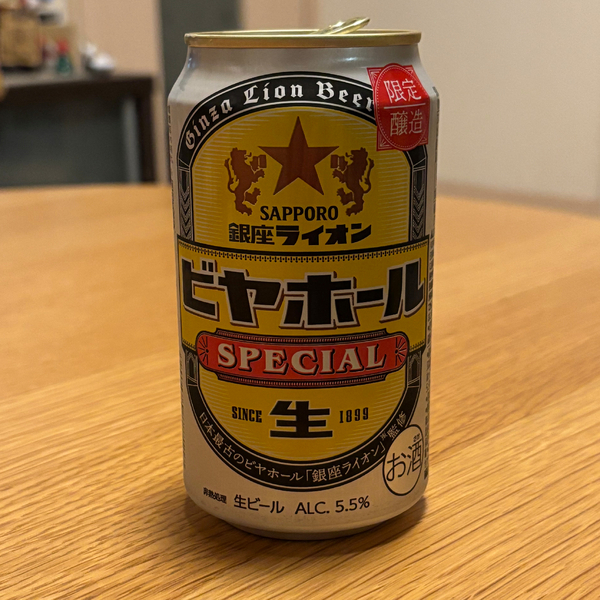 Ginza Lion Beer
限定
醸造
SAPPORO
銀座ライオン
ビヤホール
SPECIAL
SINCE 1899
生
日本最古のビヤホール「銀座ライオン」監修
お酒
非熱処理 生ビール ALC. 5.5%